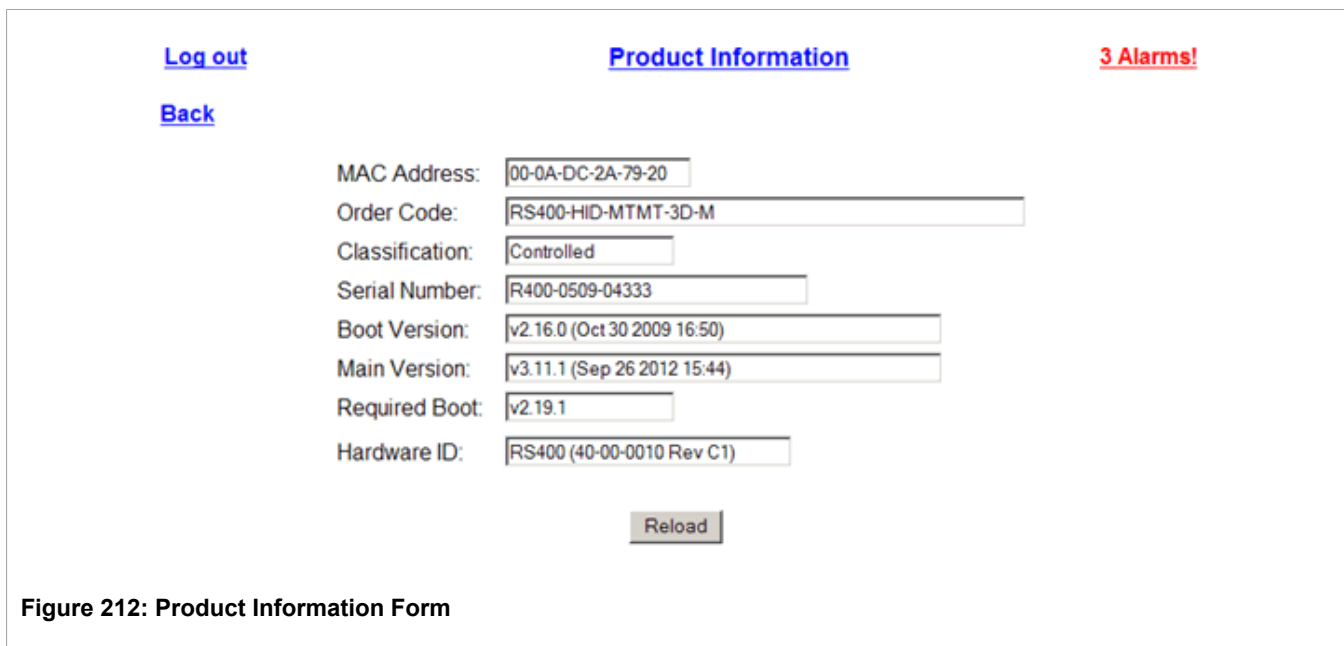 Log out Product Information 3 Alarms!
Back
MAC Address: 00-0A-DC-2A-79-20
Order Code: RS400-HID-MTMT-3D-M
Classification: Controlled
Serial Number: R400-0509-04333
Boot Version: v2.16.0 (Oct 30 2009 16:50)
Main Version: v3.11.1 (Sep 26 2012 15:44)
Required Boot: v2.19.1
Hardware ID: RS400 (40-00-0010 Rev C1)
Reload
Figure 212: Product Information Form